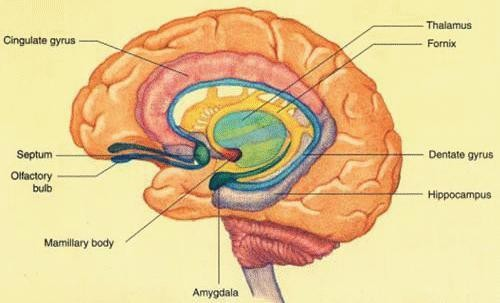 Thalamus
Cingulate gyrus
Fornix
Septum
Olfactory
bulb
Dentate gyrus
Hippocampus
Mamillary body
Amygdala